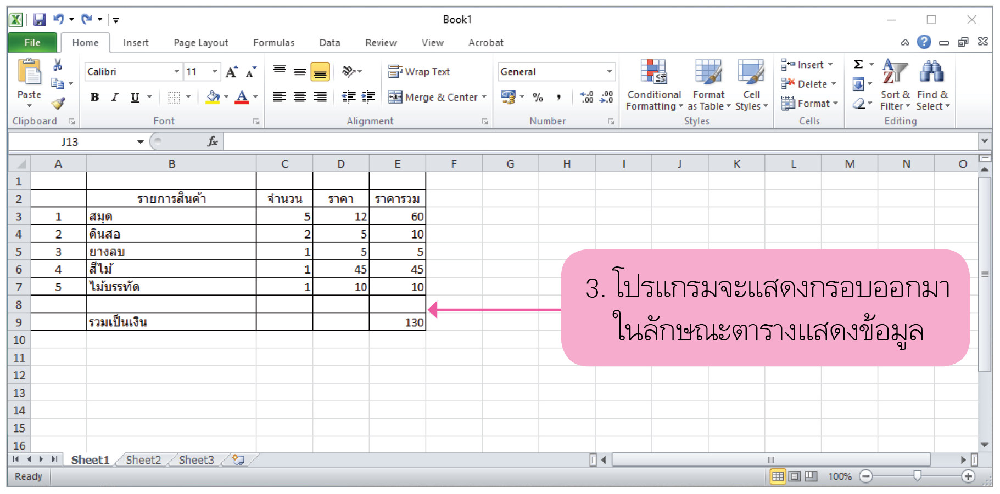 Book1
File Home Insert Page Layout Formulas Data Review View Acrobat
Calibri 11 Wrap Text General Insert
Paste B I U A Merge & Center % , Conditional Formatting Format as Table Cell Styles Delete Format Sort & Filter Find & Select
Clipboard Font Alignment Number Styles Cells Editing
J13 fx
A B C D E F G H I J K L M N O
1
2 รายการสินค้า จำนวน ราคา ราคารวม
3 1 สมุด 5 12 60
4 2 ดินสอ 2 5 10
5 3 ยางลบ 1 5 5
6 4 สีไม้ 1 45 45
7 5 ไม้บรรทัด 1 10 10
8
9 รวมเป็นเงิน 130
10
11
12
13
14
15
16
3. โปรแกรมจะแสดงกรอบออกมา
ในลักษณะตารางแสดงข้อมูล
Sheet1 Sheet2 Sheet3
Ready 100%